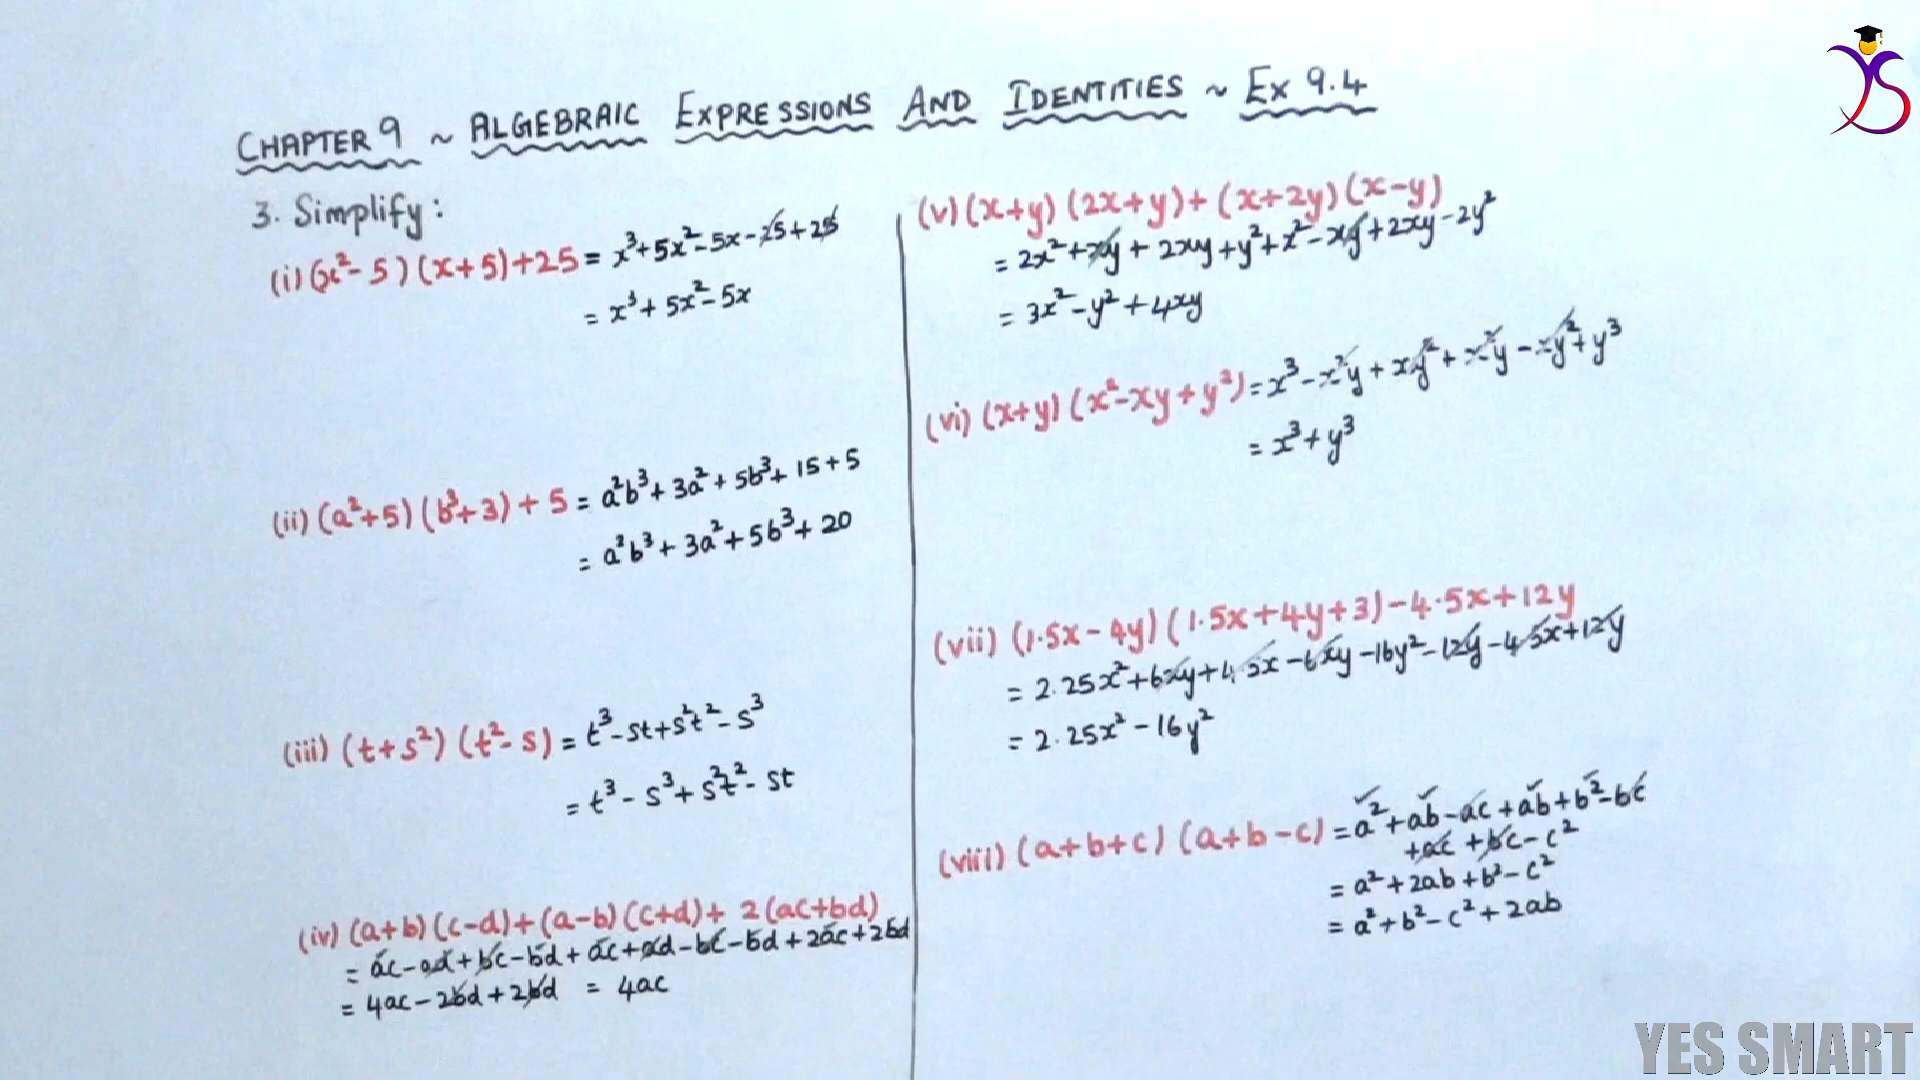 CHAPTER 9 ~ ALGEBRAIC EXPRESSIONS AND IDENTITIES ~ Ex 9.4
3. Simplify:
(i) (x²-5)(x+5)+25 = x³+5x²-5x-25+25
= x³+5x²-5x
(ii) (a²+5)(b³+3)+5 = a²b³+3a²+5b³+15+5
= a²b³+3a²+5b³+20
(iii) (t+s²)(t²-s) = t³-st+s²t²-s³
= t³-s³+s²t²-st
(iv) (a+b)(c-d)+(a-b)(c+d)+2(ac+bd)
= ac-ad+bc-bd+ac+ad-bc-bd+2ac+2bd
= 4ac-2bd+2bd = 4ac
(v) (x+y)(2x+y)+(x+2y)(x-y)
= 2x²+xy+2xy+y²+x²-xy+2xy-2y²
= 3x²-y²+4xy
(vi) (x+y)(x²-xy+y²) = x³-x²y+xy²+x²y-xy²+y³
= x³+y³
(vii) (1.5x-4y)(1.5x+4y+3)-4.5x+12y
= 2.25x²+6xy+4.5x-6xy-16y²-12y-4.5x+12y
= 2.25x²-16y²
(viii) (a+b+c)(a+b-c) = a²+ab-ac+ab+b²-bc
+ac+bc-c²
= a²+2ab+b²-c²
= a²+b²-c²+2ab
YS
YES SMART